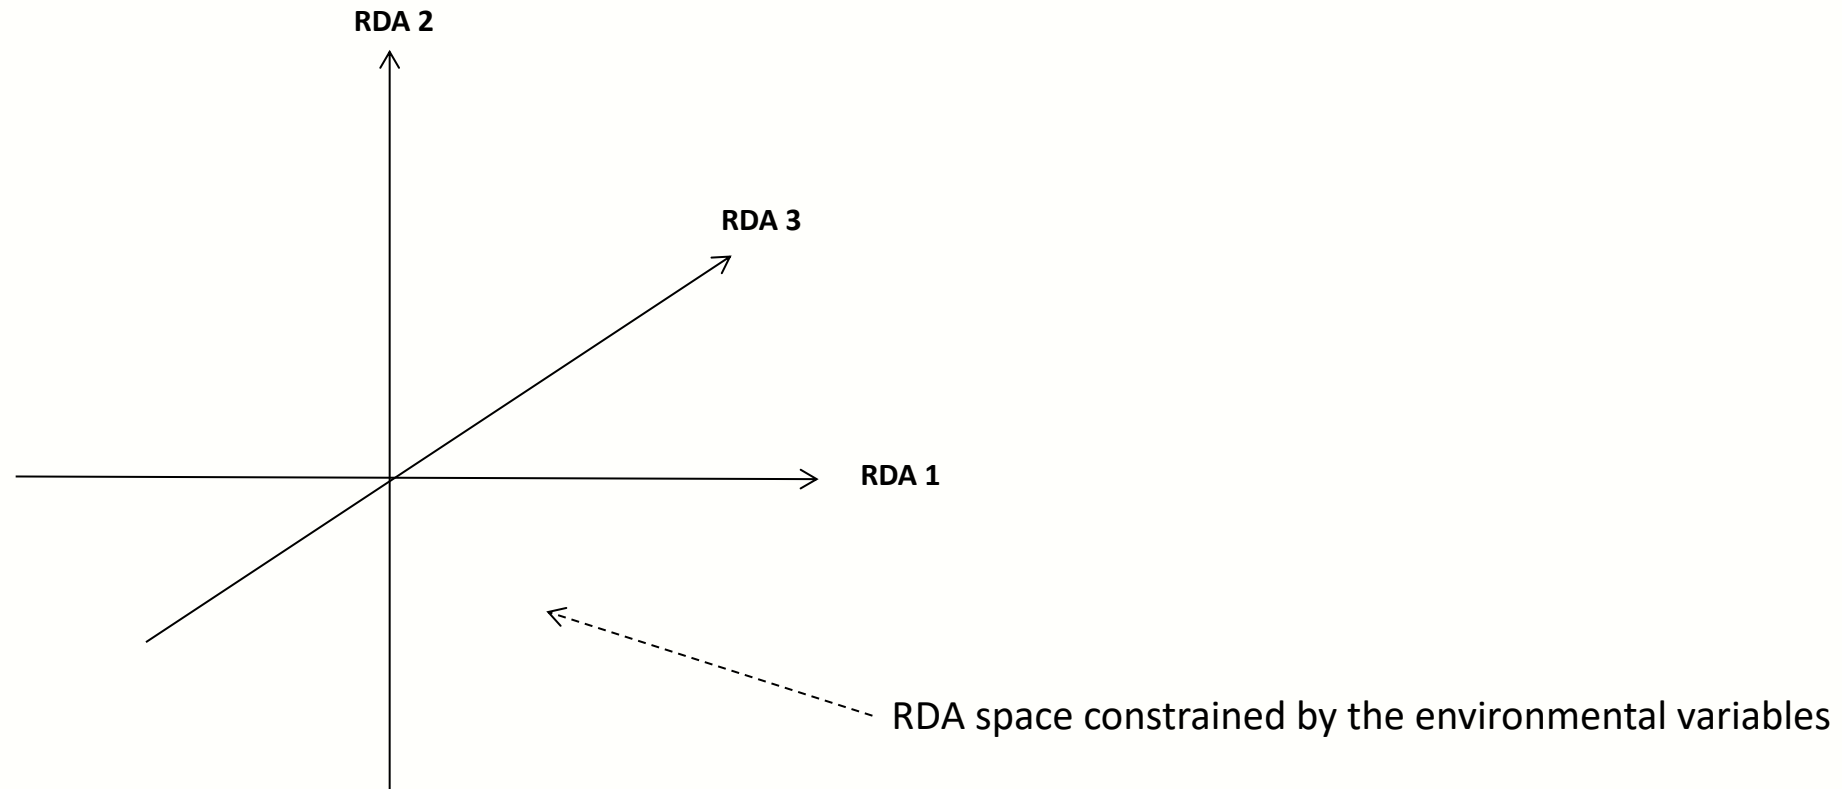 RDA 2
RDA 3
RDA 1
RDA space constrained by the environmental variables